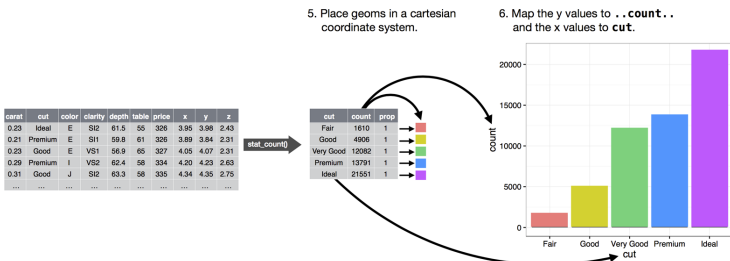 5. Place geoms in a cartesian
coordinate system.
6. Map the y values to ..count..
and the x values to cut.
carat cut color clarity depth table price x y z
0.23 Ideal E SI2 61.5 55 326 3.95 3.98 2.43
0.21 Premium E SI1 59.8 61 326 3.89 3.84 2.31
0.23 Good E VS1 56.9 65 327 4.05 4.07 2.31
0.29 Premium I VS2 62.4 58 334 4.20 4.23 2.63
0.31 Good J SI2 63.3 58 335 4.34 4.35 2.75
... ... ... ... ... ... ... ... ... ...
stat_count()
cut count prop
Fair 1610 1
Good 4906 1
Very Good 12082 1
Premium 13791 1
Ideal 21551 1
count
20000
15000
10000
5000
0
Fair Good Very Good Premium Ideal
cut